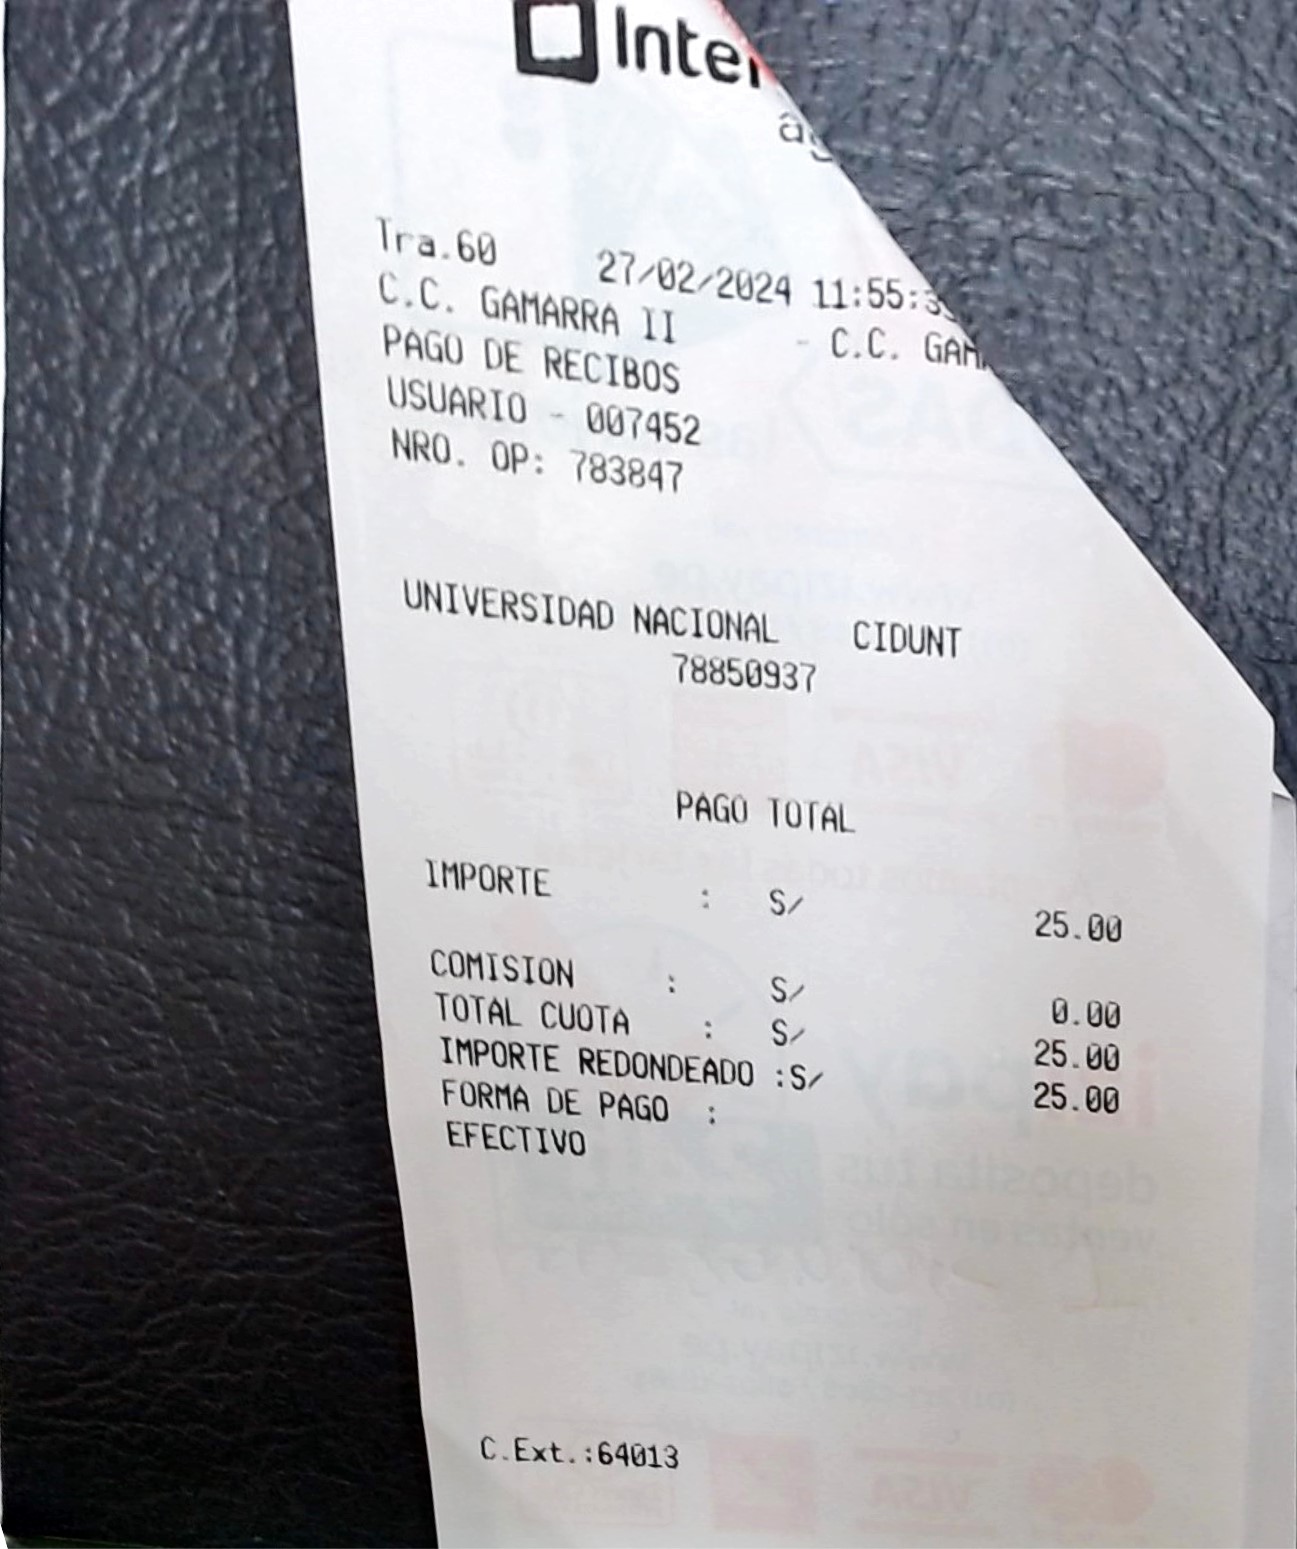 Inter
Tra.60 27/02/2024 11:55:
C.C. GAMARRA II - C.C. GAM
PAGO DE RECIBOS
USUARIO - 007452
NRO. OP: 783847
UNIVERSIDAD NACIONAL CIDUNT
78850937
PAGO TOTAL
IMPORTE : S/ 25.00
COMISION : S/ 0.00
TOTAL CUOTA : S/ 25.00
IMPORTE REDONDEADO :S/ 25.00
FORMA DE PAGO :
EFECTIVO
C.Ext.:64013